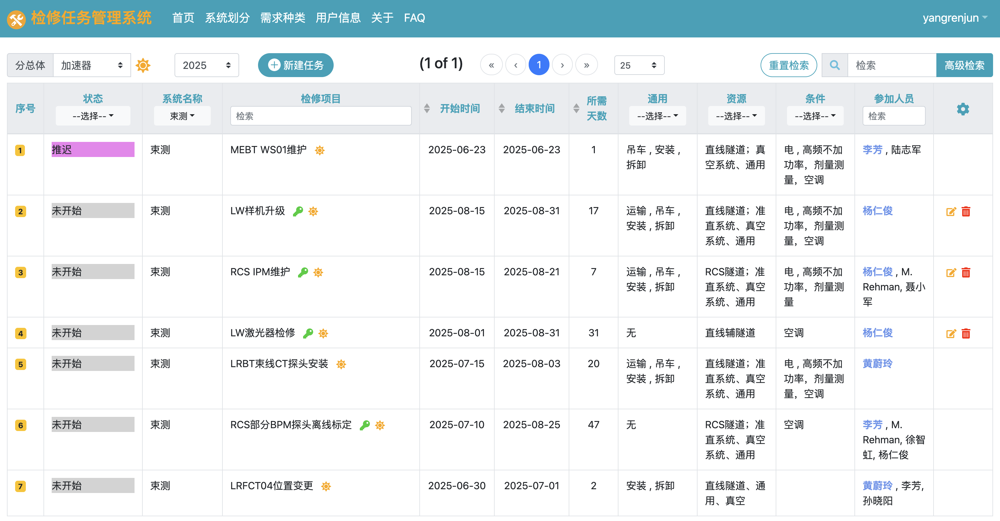 检修任务管理系统 首页 系统划分 需求种类 用户信息 关于 FAQ yangrenjun
分总体 加速器 2025 新建任务 (1 of 1) « ‹ 1 › » 25 重置检索 检索 高级检索
序号 状态 --选择-- 系统名称 束测 检修项目 检索 开始时间 结束时间 所需天数 通用 --选择-- 资源 --选择-- 条件 --选择-- 参加人员 检索
1 推迟 束测 MEBT WS01维护 2025-06-23 2025-06-23 1 吊车 , 安装 , 直线隧道；真 电 , 高频不加 李芳 , 陆志军
拆卸 空系统、通用 功率，剂量测
量，空调
2 未开始 束测 LW样机升级 2025-08-15 2025-08-31 17 运输 , 吊车 , 直线隧道；准 电 , 高频不加 杨仁俊
安装 , 拆卸 直系统、真空 功率，剂量测
系统、通用 量，空调
3 未开始 束测 RCS IPM维护 2025-08-15 2025-08-21 7 运输 , 吊车 , RCS隧道；准 电 , 高频不加 杨仁俊 , M.
安装 , 拆卸 直系统、真空 功率，剂量测 Rehman, 聂小
系统、通用 量 军
4 未开始 束测 LW激光器检修 2025-08-01 2025-08-31 31 无 直线辅隧道 空调 杨仁俊
5 未开始 束测 LRBT束线CT探头安装 2025-07-15 2025-08-03 20 运输 , 吊车 , 直线隧道；准 电 , 高频不加 黄蔚玲
安装 , 拆卸 直系统、真空 功率，剂量测
系统、通用 量，空调
6 未开始 束测 RCS部分BPM探头离线标定 2025-07-10 2025-08-25 47 无 RCS隧道；准 空调 李芳 , M.
直系统、真空 Rehman, 徐智
系统、通用 虹, 杨仁俊
7 未开始 束测 LRFCT04位置变更 2025-06-30 2025-07-01 2 安装 , 拆卸 直线隧道、通 黄蔚玲 , 李芳,
用、真空 孙晓阳